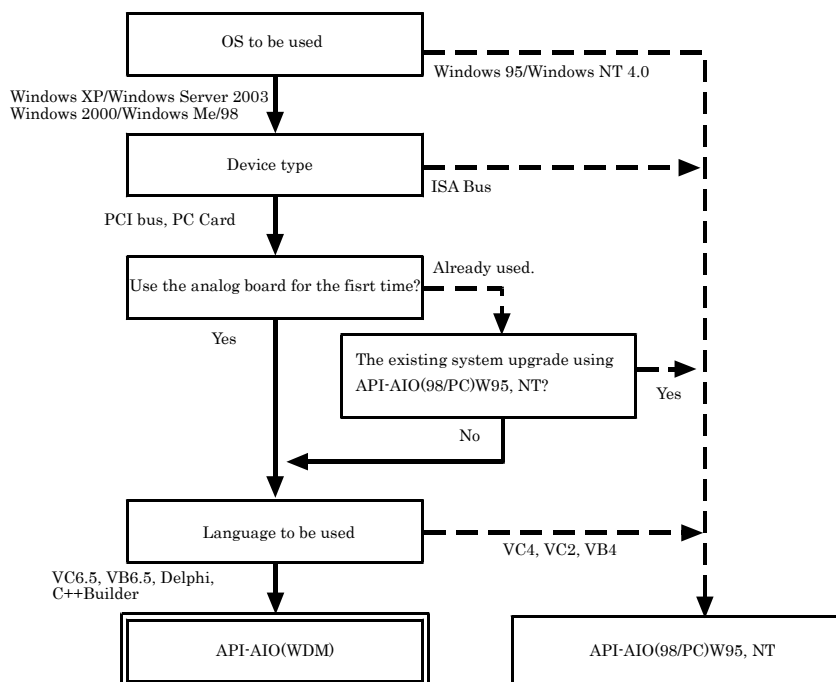 OS to be used
Windows 95/Windows NT 4.0
Windows XP/Windows Server 2003
Windows 2000/Windows Me/98
Device type
ISA Bus
PCI bus, PC Card
Use the analog board for the fisrt time?
Already used.
Yes
The existing system upgrade using
API-AIO(98/PC)W95, NT?
Yes
No
Language to be used
VC4, VC2, VB4
VC6.5, VB6.5, Delphi,
C++Builder
API-AIO(WDM)
API-AIO(98/PC)W95, NT